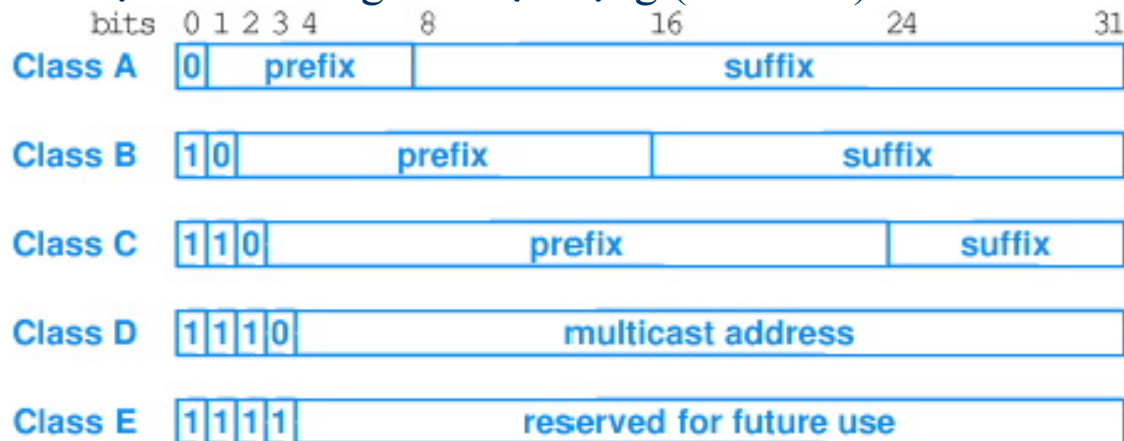 bits 0 1 2 3 4 8 16 24 31
Class A 0 prefix suffix
Class B 1 0 prefix suffix
Class C 1 1 0 prefix suffix
Class D 1 1 1 0 multicast address
Class E 1 1 1 1 reserved for future use